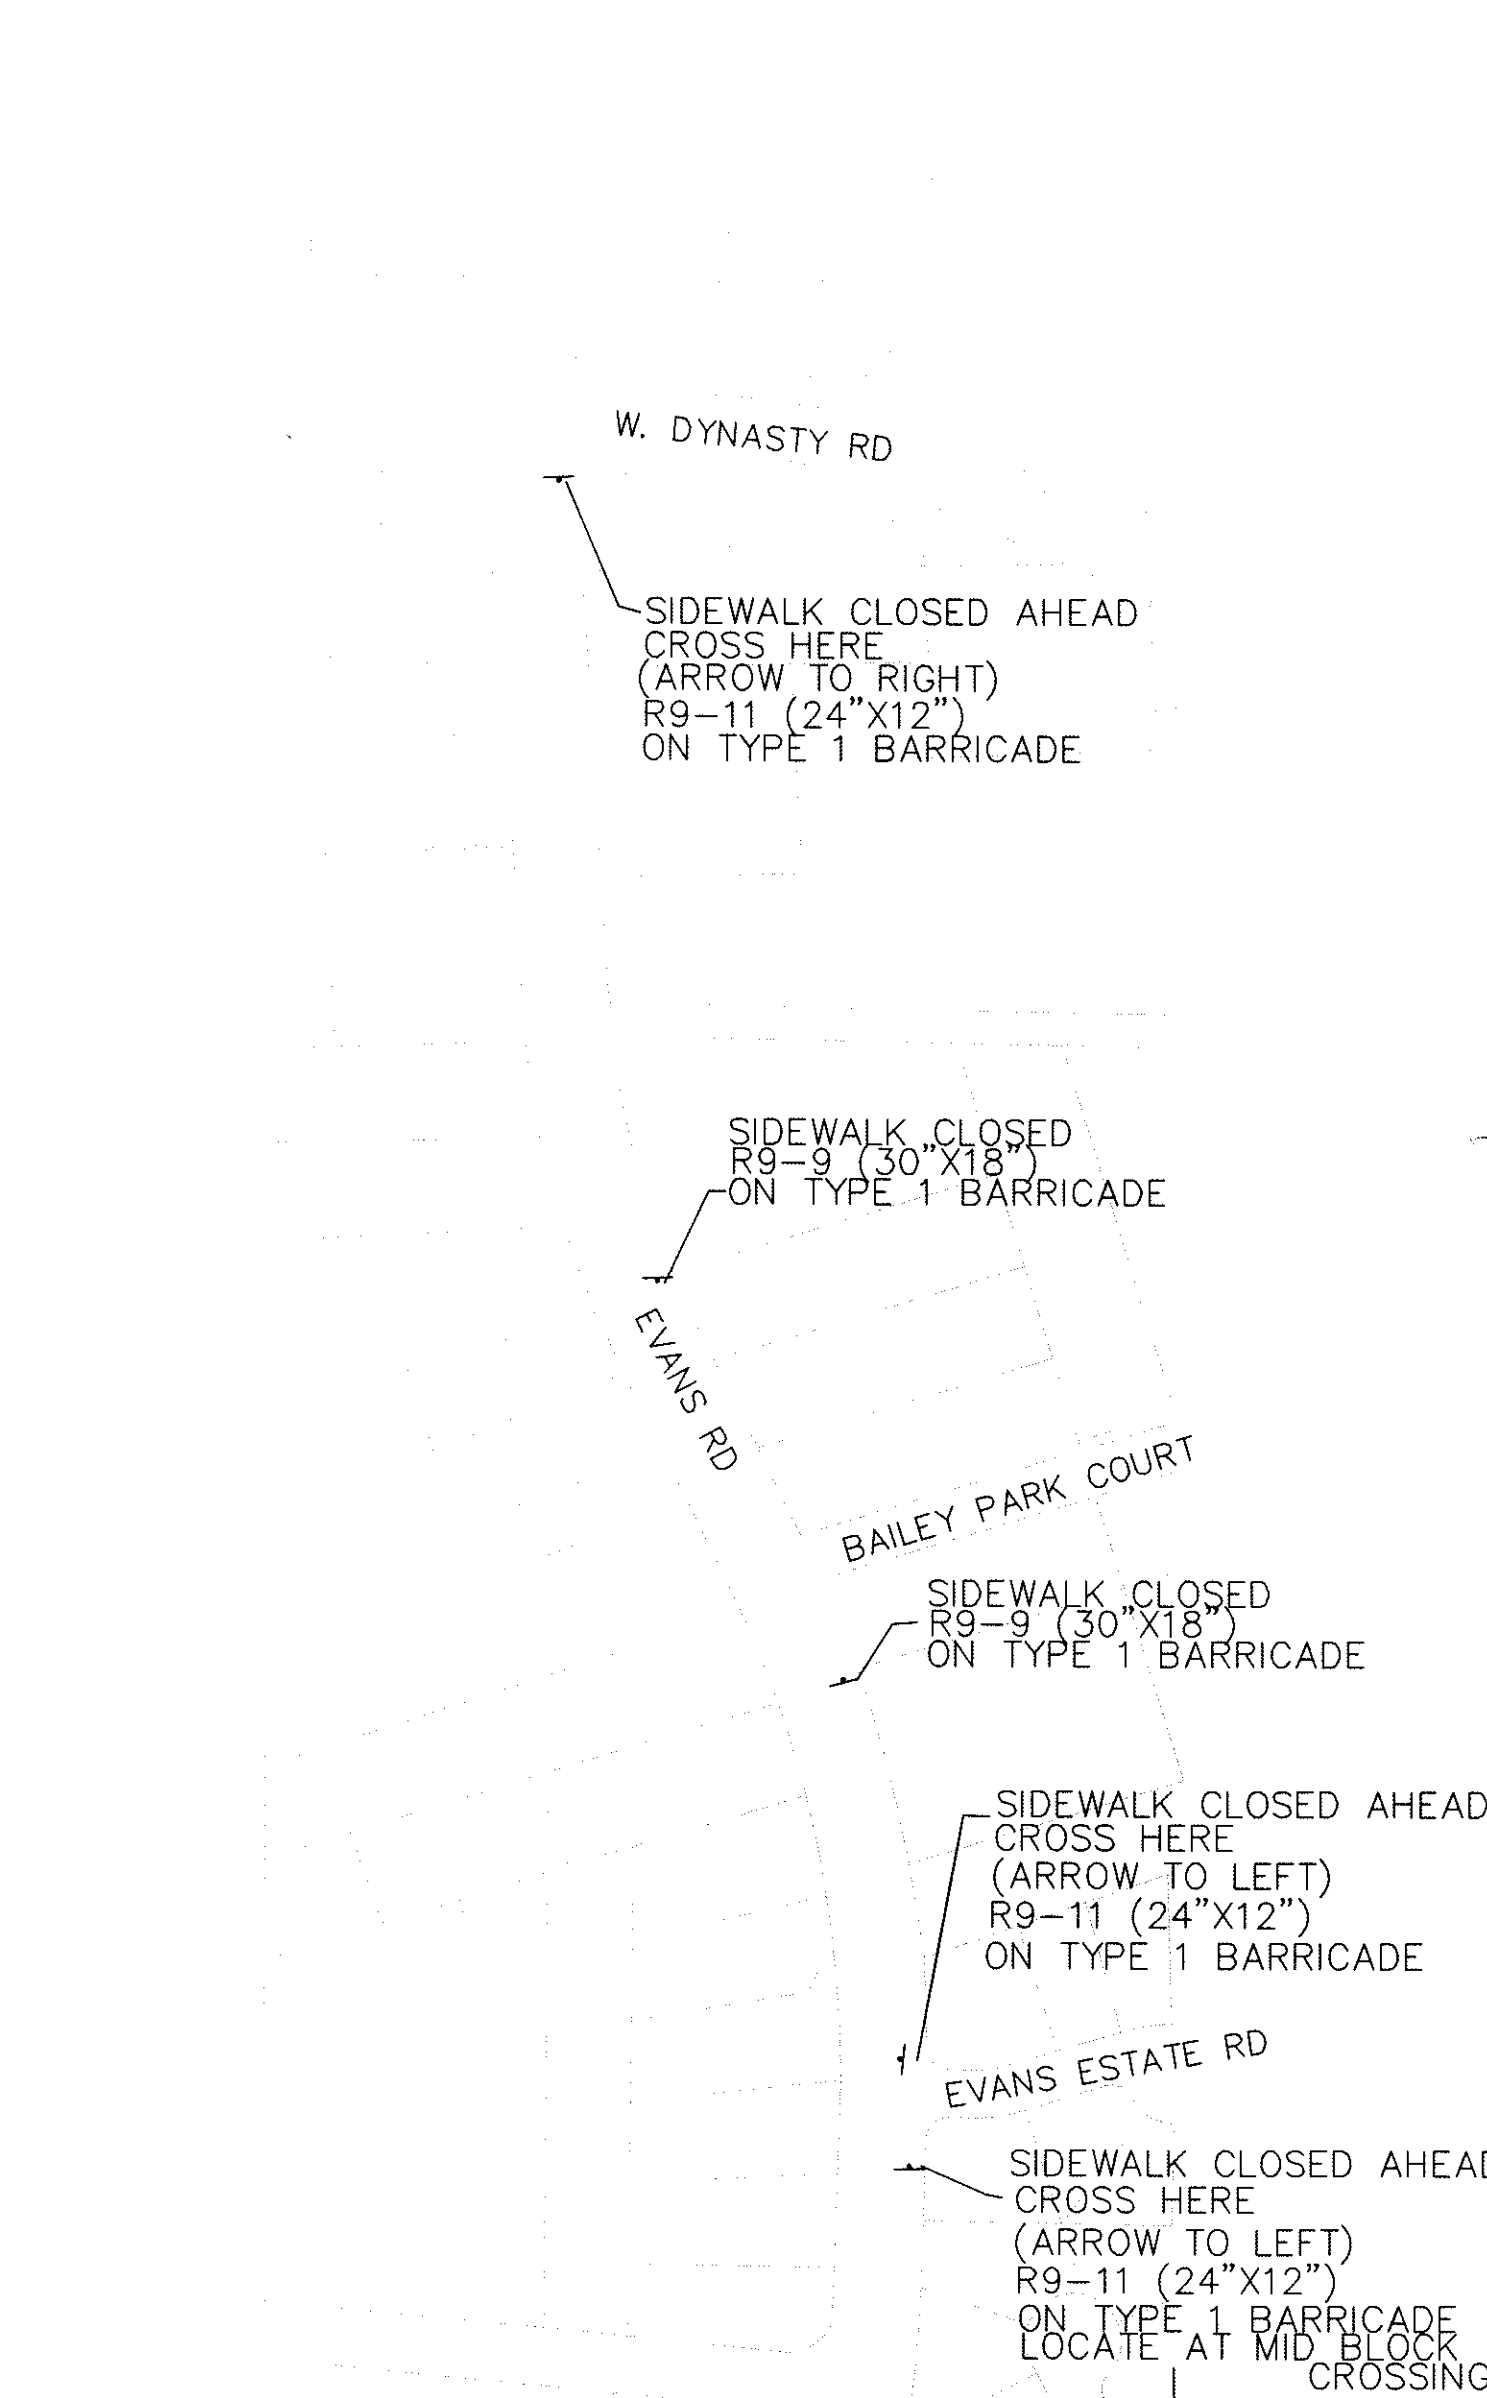 W. DYNASTY RD
SIDEWALK CLOSED AHEAD
CROSS HERE
(ARROW TO RIGHT)
R9-11 (24"X12")
ON TYPE 1 BARRICADE
SIDEWALK CLOSED
R9-9 (30"X18")
ON TYPE 1 BARRICADE
EVANS RD
BAILEY PARK COURT
SIDEWALK CLOSED
R9-9 (30"X18")
ON TYPE 1 BARRICADE
SIDEWALK CLOSED AHEAD
CROSS HERE
(ARROW TO LEFT)
R9-11 (24"X12")
ON TYPE 1 BARRICADE
EVANS ESTATE RD
SIDEWALK CLOSED AHEAD
CROSS HERE
(ARROW TO LEFT)
R9-11 (24"X12")
ON TYPE 1 BARRICADE
LOCATE AT MID BLOCK
CROSSING